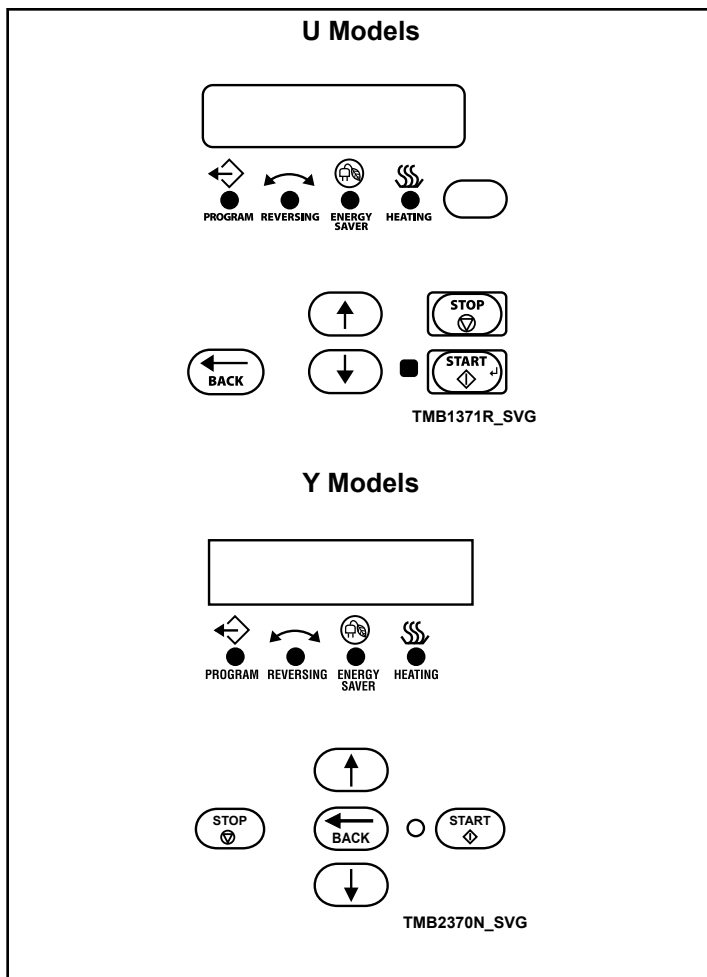 U Models
PROGRAM REVERSING ENERGY SAVER HEATING
STOP
START
BACK
TMB1371R_SVG
Y Models
PROGRAM REVERSING ENERGY SAVER HEATING
STOP
BACK
START
TMB2370N_SVG